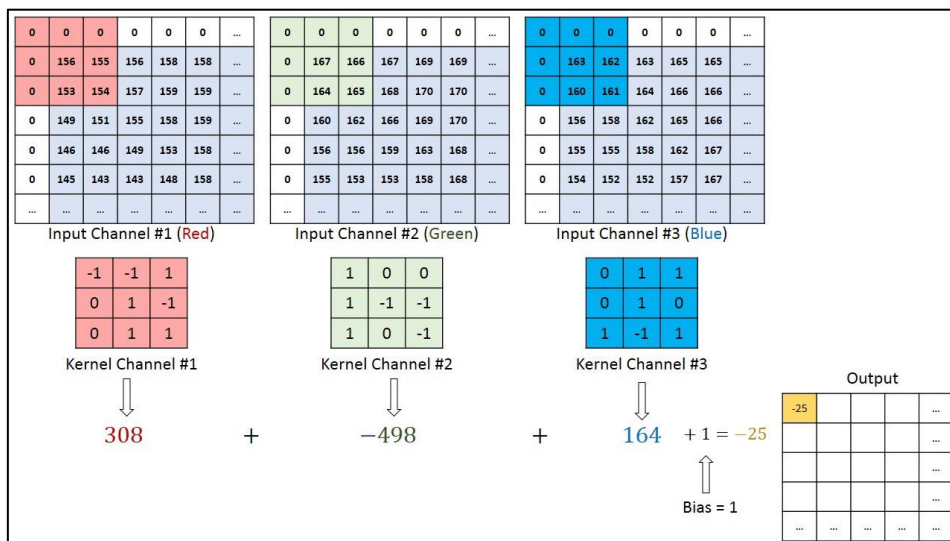 0 0 0 0 0 0 ... 0 0 0 0 0 0 ... 0 0 0 0 0 0 ...
0 156 155 156 158 158 ... 0 167 166 167 169 169 ... 0 163 162 163 165 165 ...
0 153 154 157 159 159 ... 0 164 165 168 170 170 ... 0 160 161 164 166 166 ...
0 149 151 155 158 159 ... 0 160 162 166 169 170 ... 0 156 158 162 165 166 ...
0 146 146 149 153 158 ... 0 156 156 159 163 168 ... 0 155 155 158 162 167 ...
0 145 143 143 148 158 ... 0 155 153 153 158 168 ... 0 154 152 152 157 167 ...
... ... ... ... ... ... ... ... ... ... ... ... ... ... ... ... ... ... ... ... ...
Input Channel #1 (Red) Input Channel #2 (Green) Input Channel #3 (Blue)
-1 -1 1 1 0 0 0 1 1
0 1 -1 1 -1 -1 0 1 0
0 1 1 1 0 -1 1 -1 1
Kernel Channel #1 Kernel Channel #2 Kernel Channel #3
Output
-25 ...
308 + −498 + 164 + 1 = −25
...
...
...
Bias = 1
... ... ... ... ...